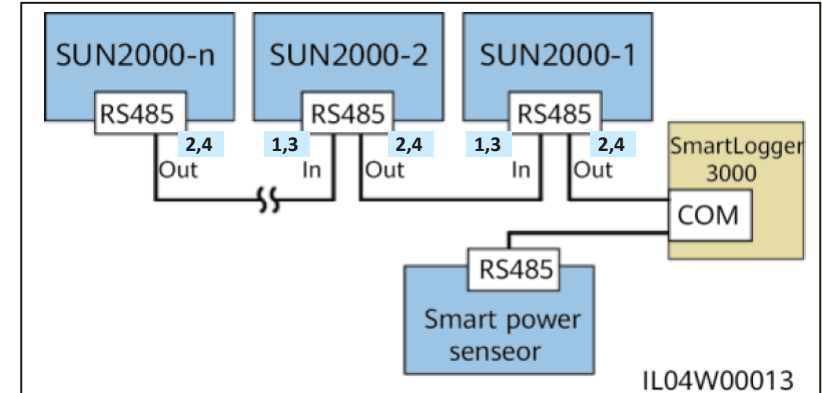 SUN2000-n
SUN2000-2
SUN2000-1
RS485
RS485
RS485
2,4
1,3
2,4
1,3
2,4
Out
In
Out
In
Out
SmartLogger
3000
COM
RS485
Smart power
senseor
IL04W00013